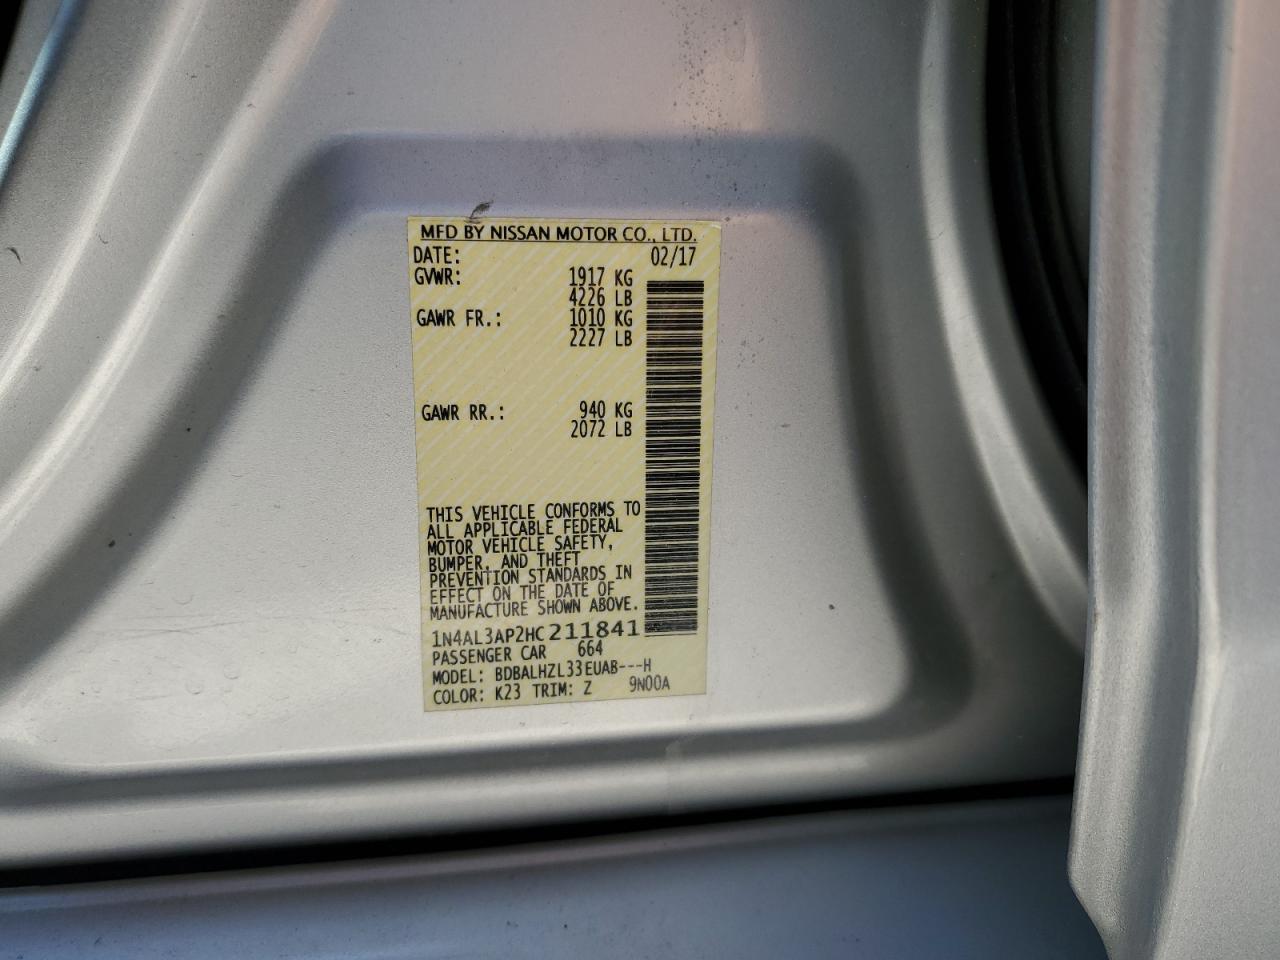 MFD BY NISSAN MOTOR CO., LTD.
DATE: 02/17
GVWR: 1917 KG
4226 LB
GAWR FR.: 1010 KG
2227 LB
GAWR RR.: 940 KG
2072 LB
THIS VEHICLE CONFORMS TO
ALL APPLICABLE FEDERAL
MOTOR VEHICLE SAFETY,
BUMPER, AND THEFT
PREVENTION STANDARDS IN
EFFECT ON THE DATE OF
MANUFACTURE SHOWN ABOVE.
1N4AL3AP2HC211841
PASSENGER CAR 664
MODEL: BDBALHZL33EUAB---H
COLOR: K23 TRIM: Z 9N00A